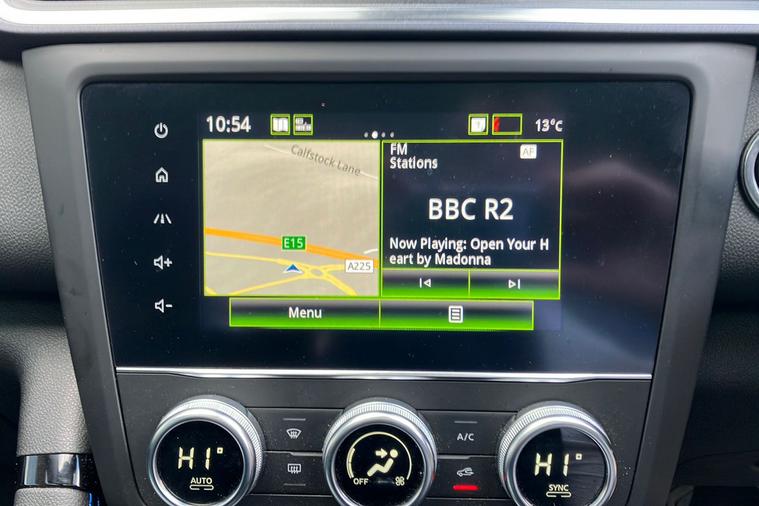 10:54
13°C
Calfstock Lane
E15
A225
FM
Stations
AF
BBC R2
Now Playing: Open Your H
eart by Madonna
Menu
HI°
AUTO
OFF
A/C
HI°
SYNC